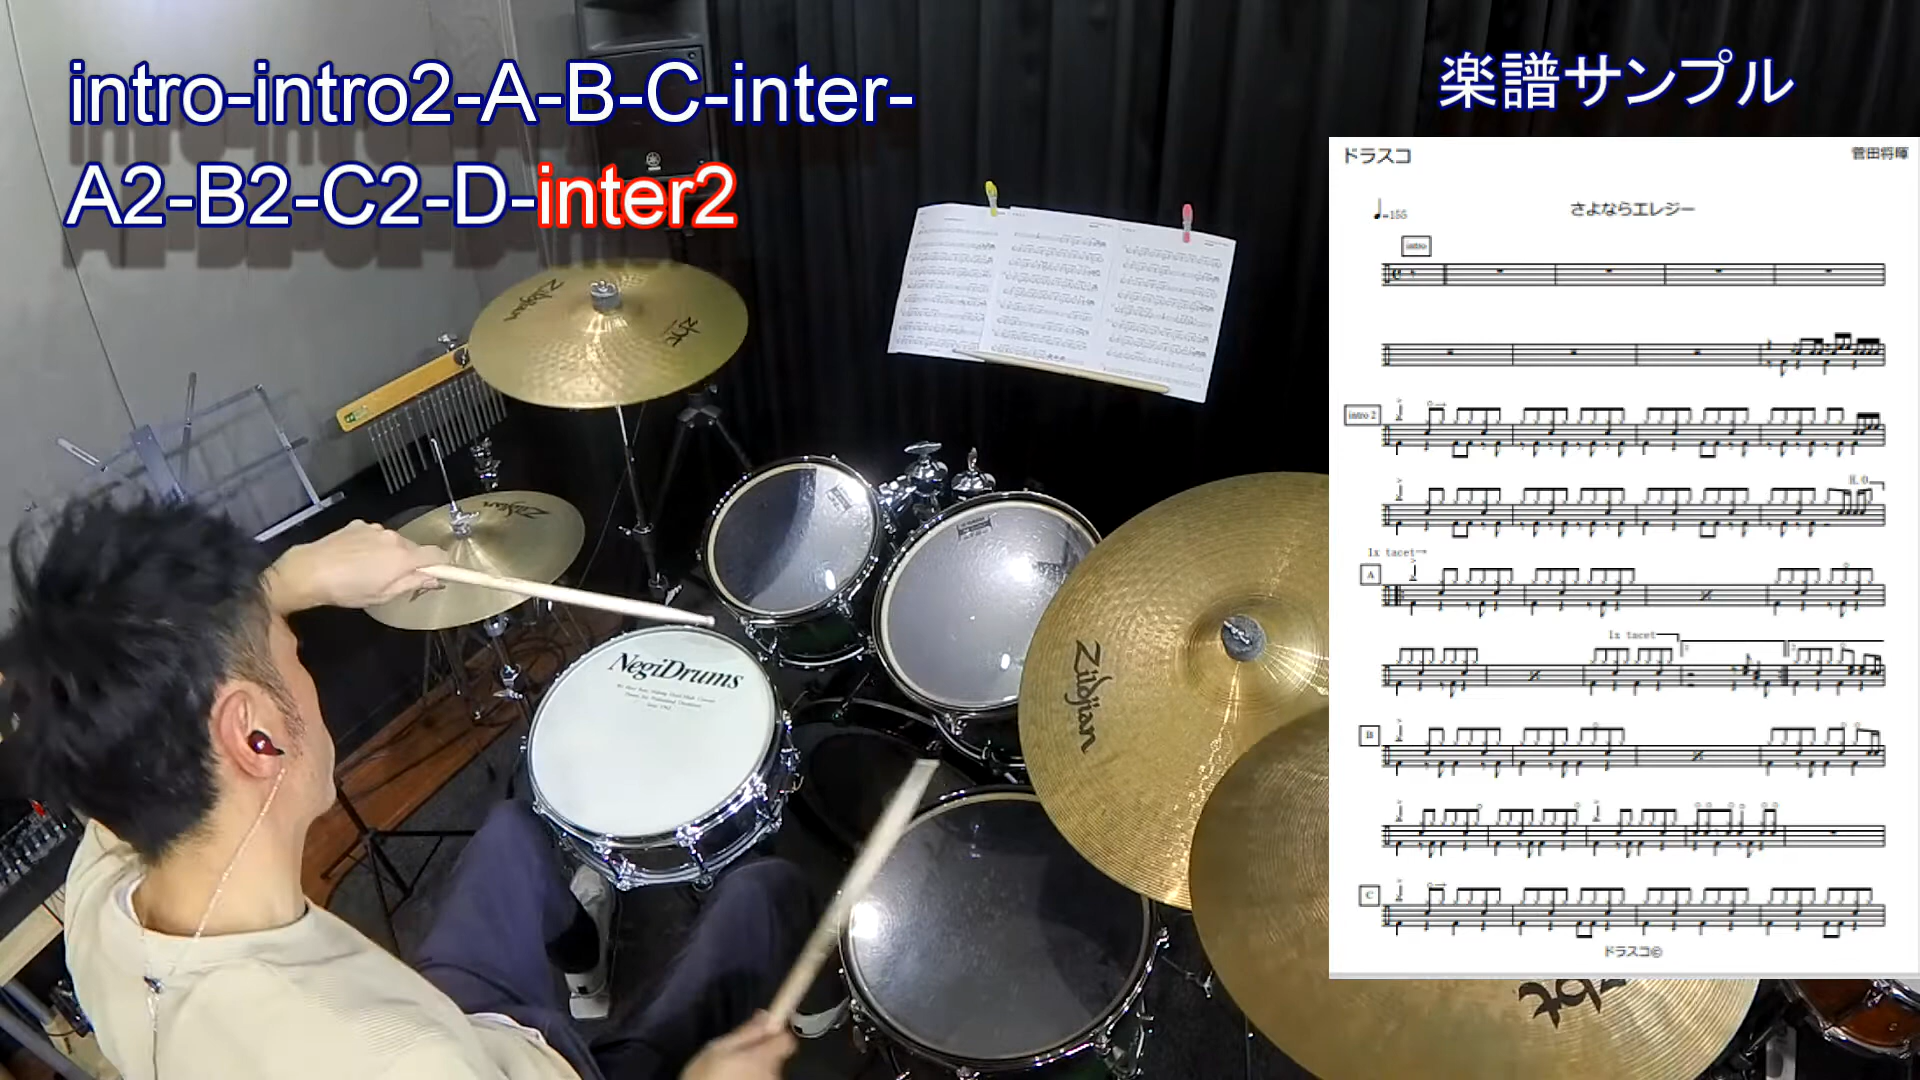 intro-intro2-A-B-C-inter-
A2-B2-C2-D-inter2
楽譜サンプル
ドラスコ
菅田将暉
♩=155
さよならエレジー
intro
intro 2
H.O
1x tacet→
A
1x tacet
B
C
ドラスコ©
Zildjian
zbt
Zildjian
NegiDrums
Zildjian
zbt